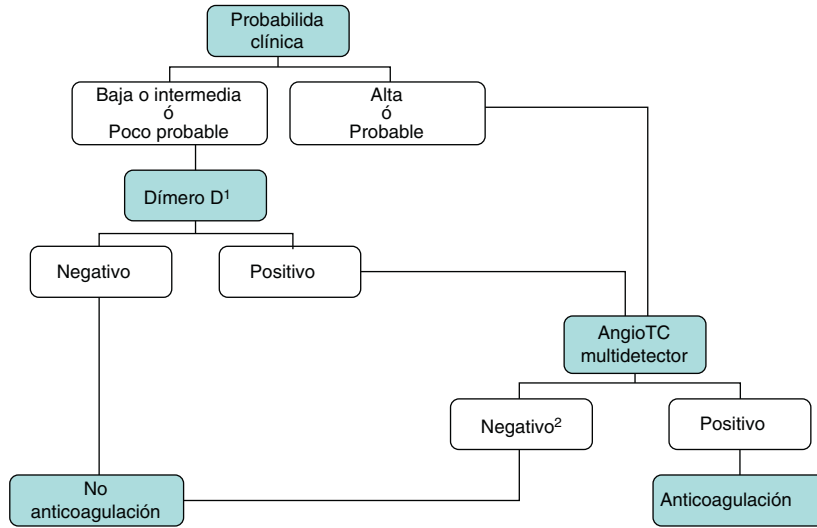 Probabilida
clínica
Baja o intermedia
ó
Poco probable
Alta
ó
Probable
Dímero D¹
Negativo
Positivo
AngioTC
multidetector
Negativo²
Positivo
No
anticoagulación
Anticoagulación